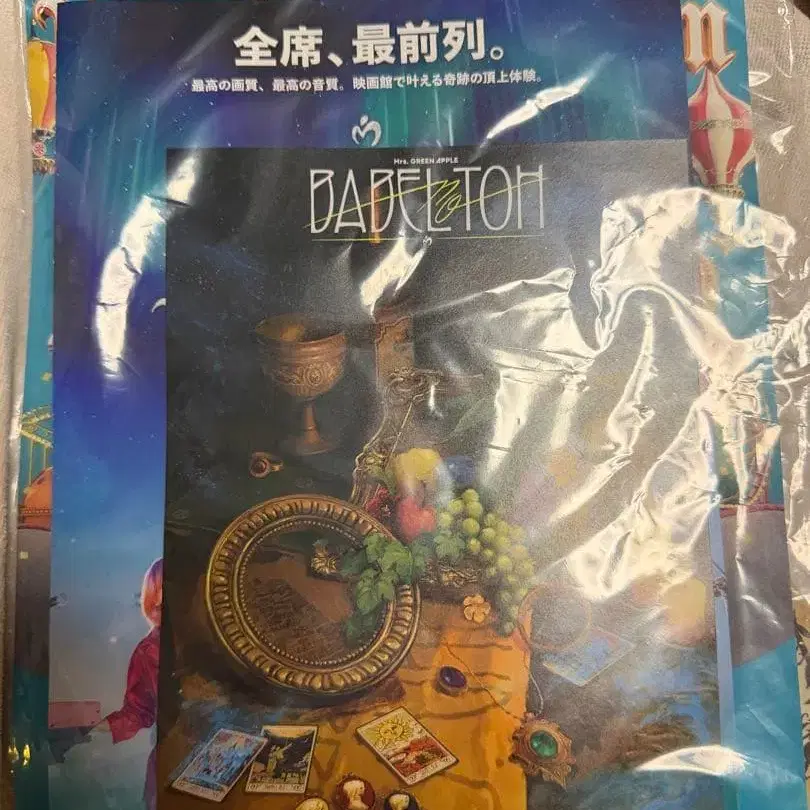 全席、最前列。
最高の画質、最高の音質。映画館で叶える奇跡の頂上体験。
Mrs. GREEN APPLE
BABEL no TOH
n